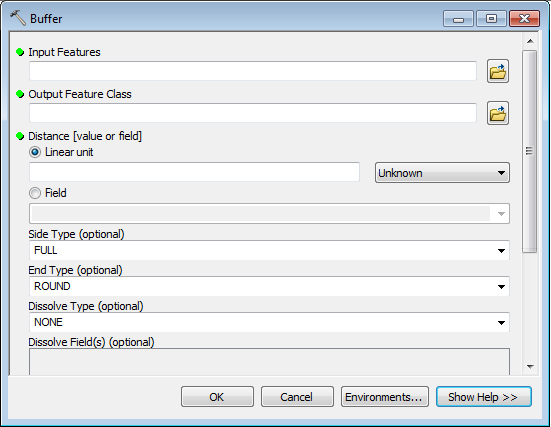 Buffer
Input Features
Output Feature Class
Distance [value or field]
Linear unit
Unknown
Field
Side Type (optional)
FULL
End Type (optional)
ROUND
Dissolve Type (optional)
NONE
Dissolve Field(s) (optional)
OK Cancel Environments... Show Help >>